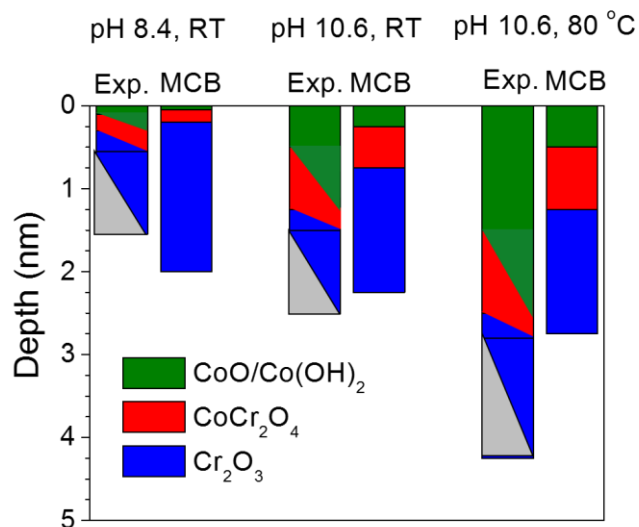 pH 8.4, RT pH 10.6, RT pH 10.6, 80 °C
Exp. MCB Exp. MCB Exp. MCB
0
1
2
3
4
5
Depth (nm)
CoO/Co(OH)₂
CoCr₂O₄
Cr₂O₃